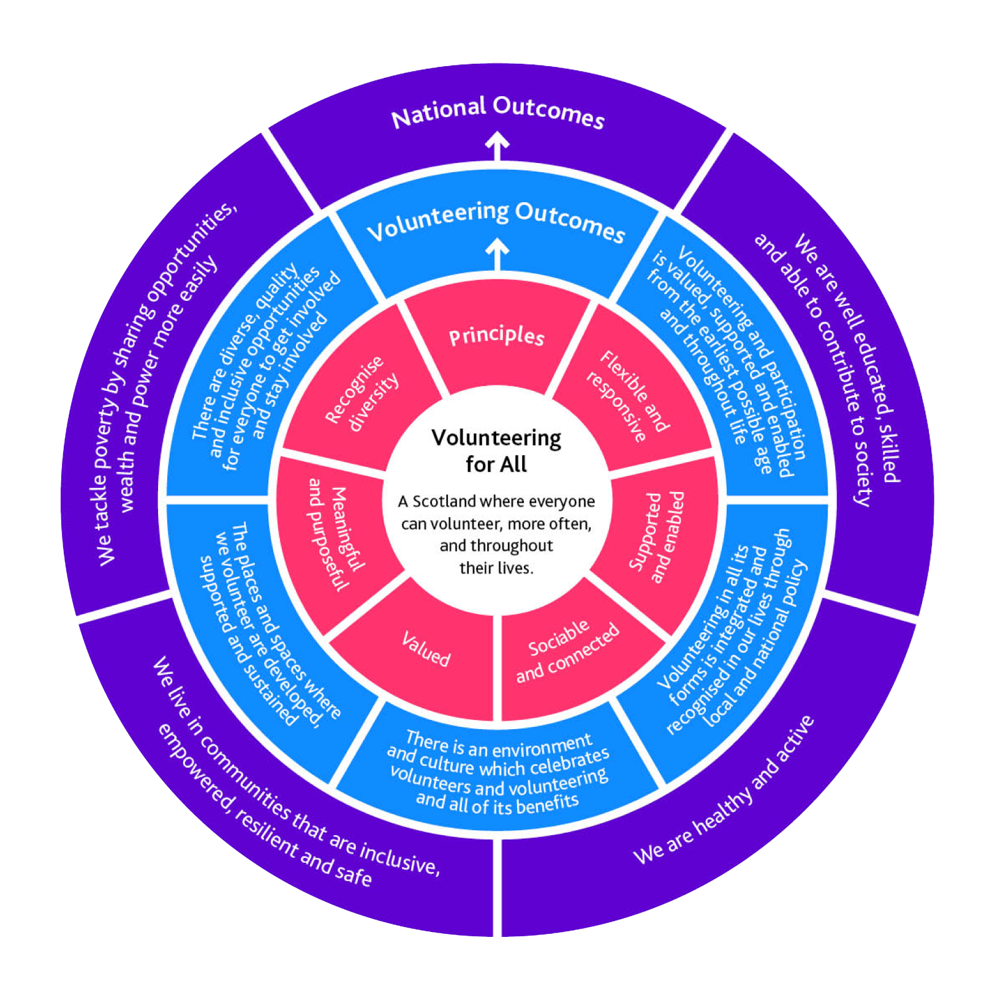 National Outcomes
We are well educated, skilled
and able to contribute to society
We are healthy and active
We live in communities that are inclusive,
empowered, resilient and safe
We tackle poverty by sharing opportunities,
wealth and power more easily
Volunteering Outcomes
Volunteering and participation
is valued, supported and enabled
from the earliest possible age
and throughout life
Volunteering in all its
forms is integrated and
recognised in our lives through
local and national policy
There is an environment
and culture which celebrates
volunteers and volunteering
and all of its benefits
The places and spaces where
we volunteer are developed,
supported and sustained
There are diverse, quality
and inclusive opportunities
for everyone to get involved
and stay involved
Principles
Flexible and
responsive
Supported
and enabled
Sociable
and connected
Valued
Meaningful
and purposeful
Recognise
diversity
Volunteering
for All
A Scotland where everyone
can volunteer, more often,
and throughout
their lives.